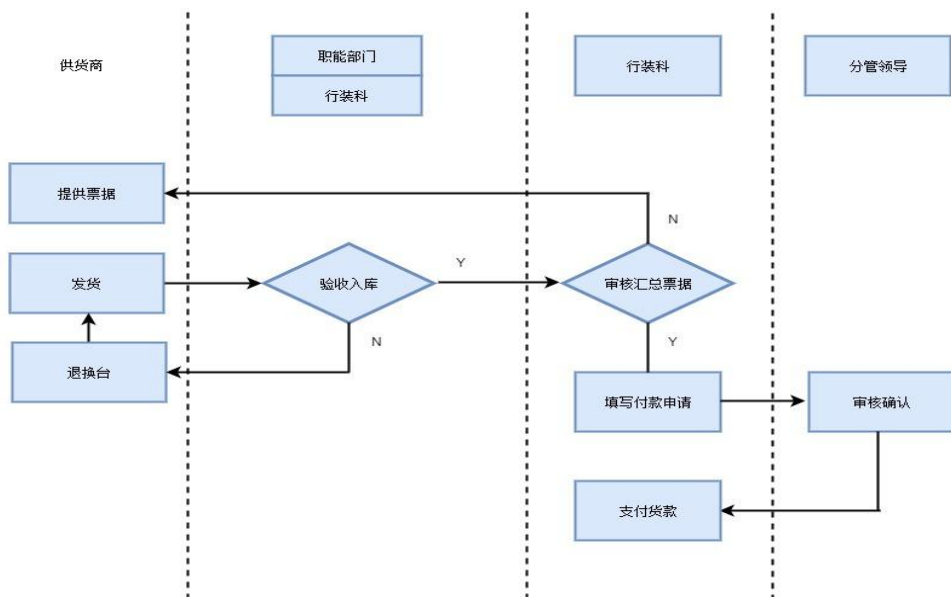 供货商
职能部门
行装科
行装科
分管领导
提供票据
N
发货
验收入库
Y
审核汇总票据
N
Y
退换台
填写付款申请
审核确认
支付货款